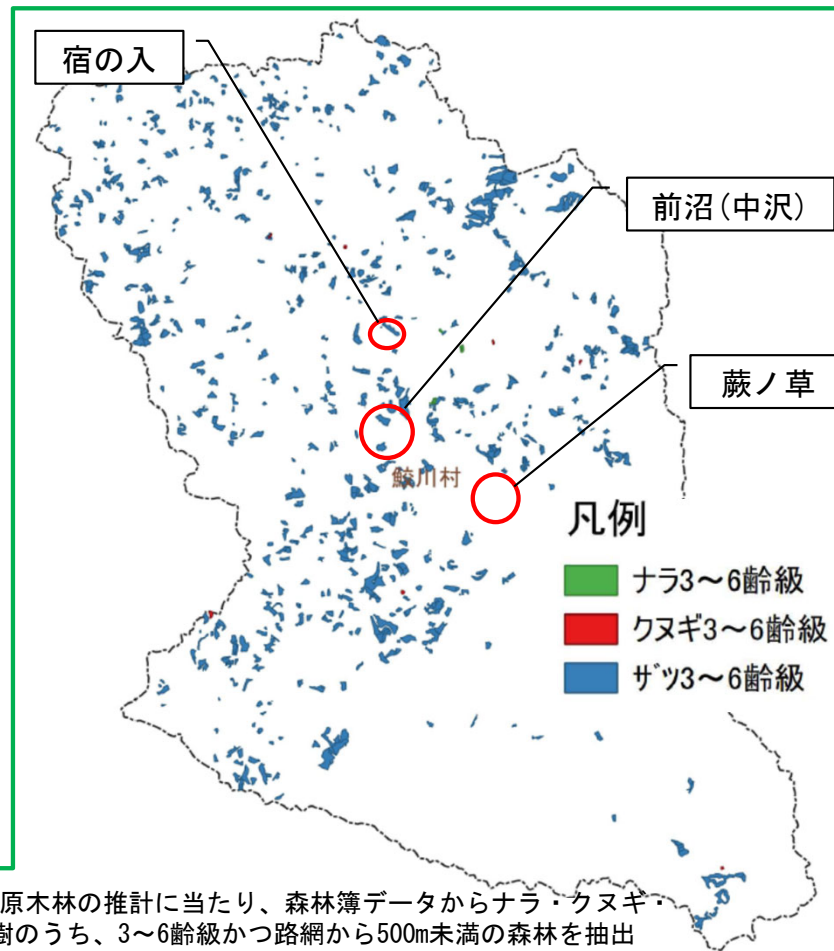 宿の入
前沼(中沢)
蕨ノ草
鮫川村
凡例
ナラ3～6齢級
クヌギ3～6齢級
ザツ3～6齢級
原木林の推計に当たり、森林簿データからナラ・クヌギ・
樹のうち、3～6齢級かつ路網から500m未満の森林を抽出